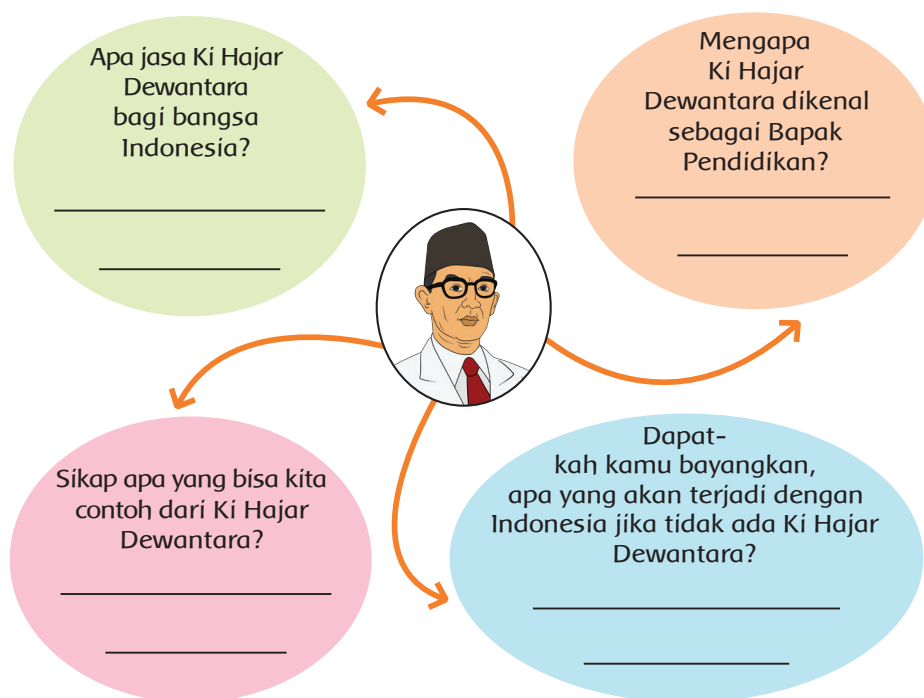 Apa jasa Ki Hajar
Dewantara
bagi bangsa
Indonesia?
Mengapa
Ki Hajar
Dewantara dikenal
sebagai Bapak
Pendidikan?
Sikap apa yang bisa kita
contoh dari Ki Hajar
Dewantara?
Dapat-
kah kamu bayangkan,
apa yang akan terjadi dengan
Indonesia jika tidak ada Ki Hajar
Dewantara?